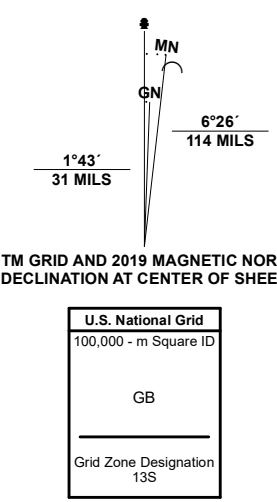 MN
GN
6°26´
114 MILS
1°43´
31 MILS
TM GRID AND 2019 MAGNETIC NOR
DECLINATION AT CENTER OF SHEE
U.S. National Grid
100,000 - m Square ID
GB
Grid Zone Designation
13S